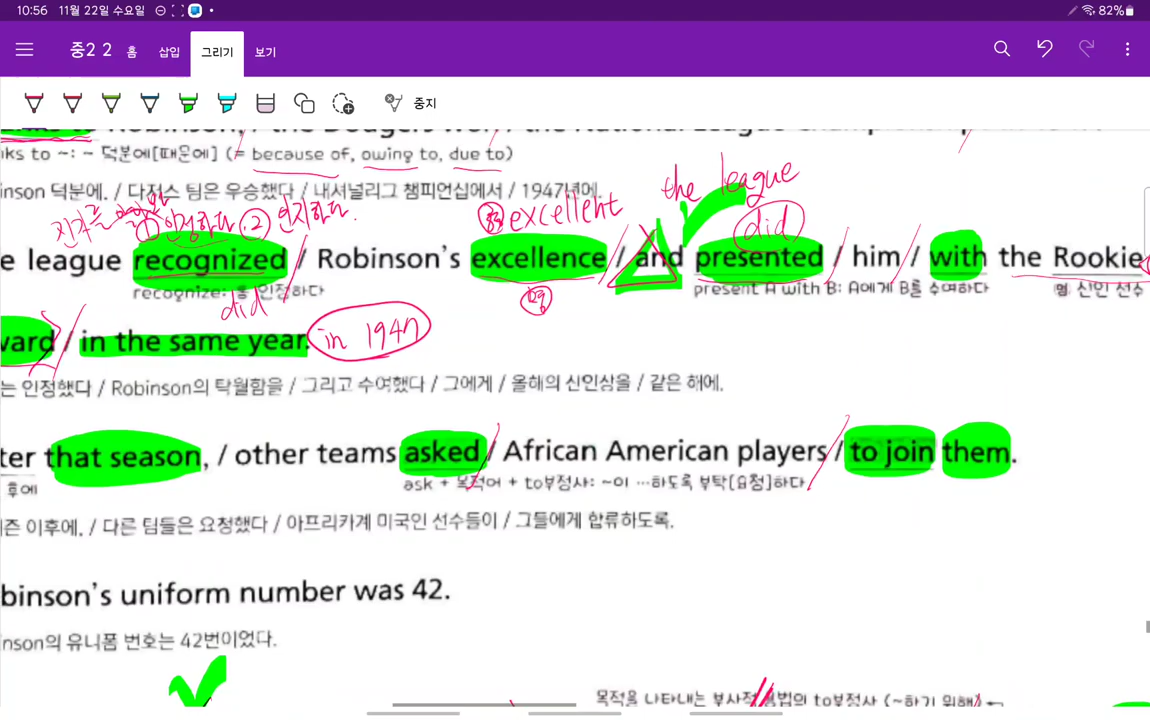 10:56 11월 22일 수요일 82%
중2 2 홈 삽입 그리기 보기
중지
Robinson, / the Dodgers won / the National League
nks to ~: ~ 덕분에[때문에] (= because of, owing to, due to)
inson 덕분에, / 다저스 팀은 우승했다 / 내셔널리그 챔피언십에서 / 1947년에.
the league
① 인정하다 ② 인지하다. 형 excellent did
e league recognized / Robinson's excellence / and presented / him / with the Rookie
recognize: 동 인정하다 명 present A with B: A에게 B를 수여하다 명. 신인 선수
did
ward / in the same year. in 1947
는 인정했다 / Robinson의 탁월함을 / 그리고 수여했다 / 그에게 / 올해의 신인상을 / 같은 해에.
ter that season, / other teams asked / African American players / to join them.
후에 ask + 목적어 + to부정사: ~이 …하도록 부탁[요청]하다
즌 이후에, / 다른 팀들은 요청했다 / 아프리카계 미국인 선수들이 / 그들에게 합류하도록.
binson's uniform number was 42.
nson의 유니폼 번호는 42번이었다.
목적을 나타내는 부사적 용법의 to부정사 (~하기 위해)